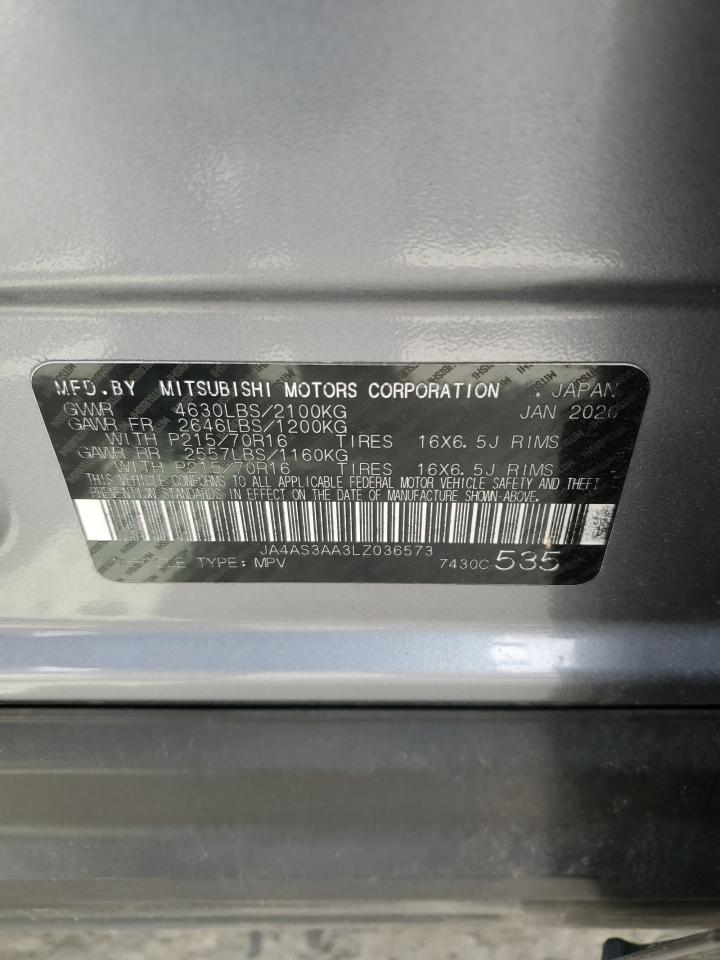 MFD.BY MITSUBISHI MOTORS CORPORATION . JAPAN
GVWR 4630LBS/2100KG JAN 2020
GAWR FR 2646LBS/1200KG
WITH P215/70R16 TIRES 16X6.5J RIMS
GAWR RR 2557LBS/1160KG
WITH P215/70R16 TIRES 16X6.5J RIMS
THIS VEHICLE CONFORMS TO ALL APPLICABLE FEDERAL MOTOR VEHICLE SAFETY AND THEFT
PREVENTION STANDARDS IN EFFECT ON THE DATE OF MANUFACTURE SHOWN ABOVE.
JA4AS3AA3LZ036573
TYPE: MPV 7430C 535